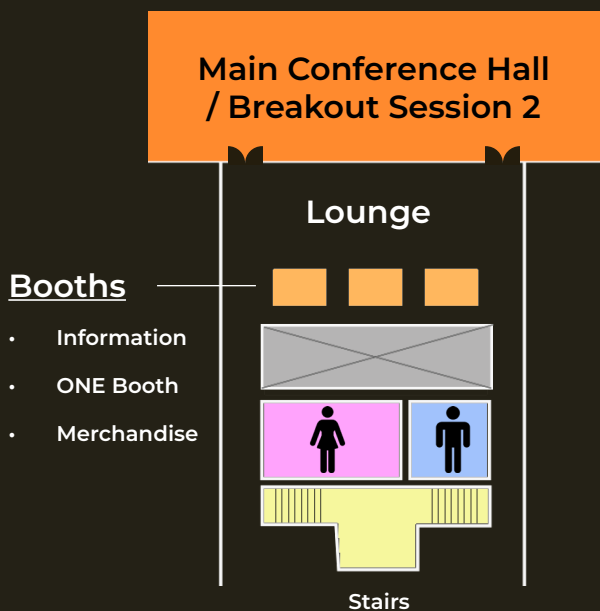 Main Conference Hall
/ Breakout Session 2
Lounge
Booths
• Information
• ONE Booth
• Merchandise
Stairs